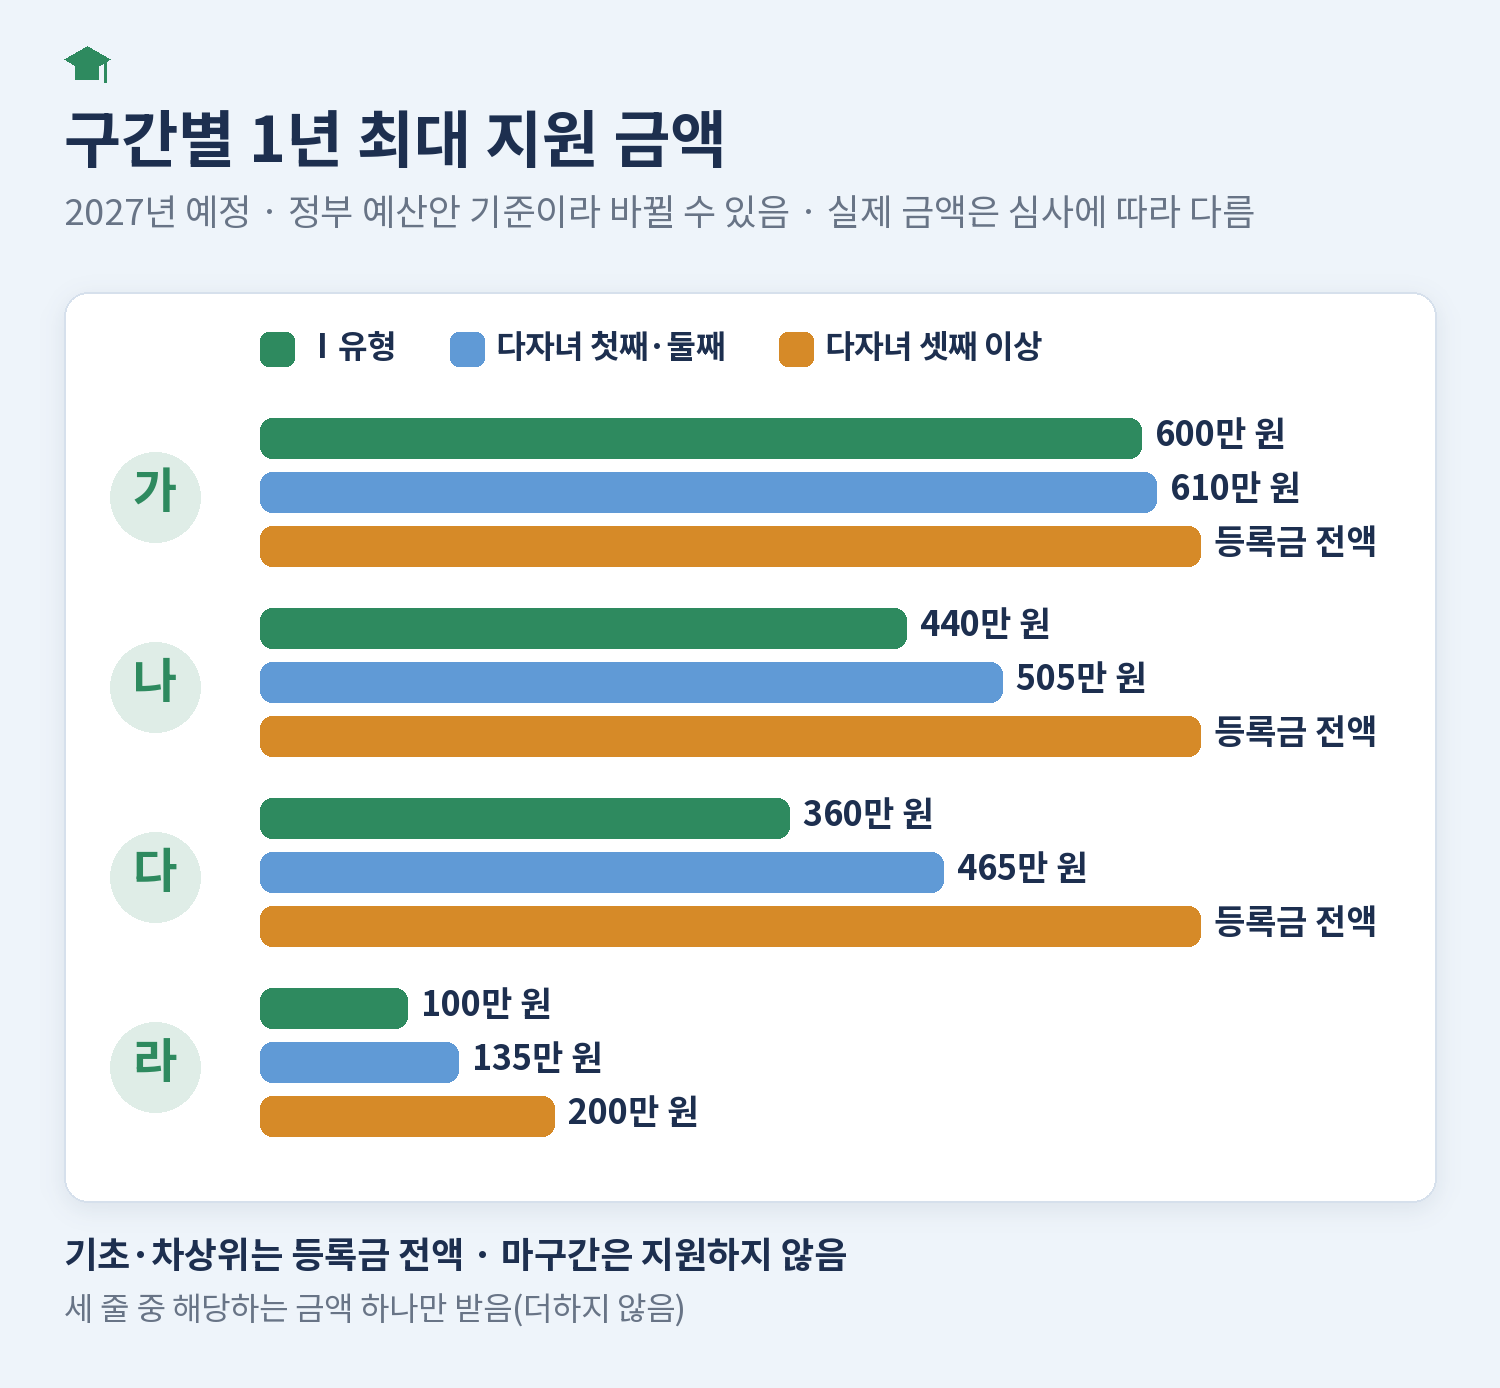 구간별 1년 최대 지원 금액
2027년 예정 · 정부 예산안 기준이라 바뀔 수 있음 · 실제 금액은 심사에 따라 다름
Ⅰ유형 다자녀 첫째·둘째 다자녀 셋째 이상
가
600만 원
610만 원
등록금 전액
나
440만 원
505만 원
등록금 전액
다
360만 원
465만 원
등록금 전액
라
100만 원
135만 원
200만 원
기초·차상위는 등록금 전액 · 마구간은 지원하지 않음
세 줄 중 해당하는 금액 하나만 받음(더하지 않음)